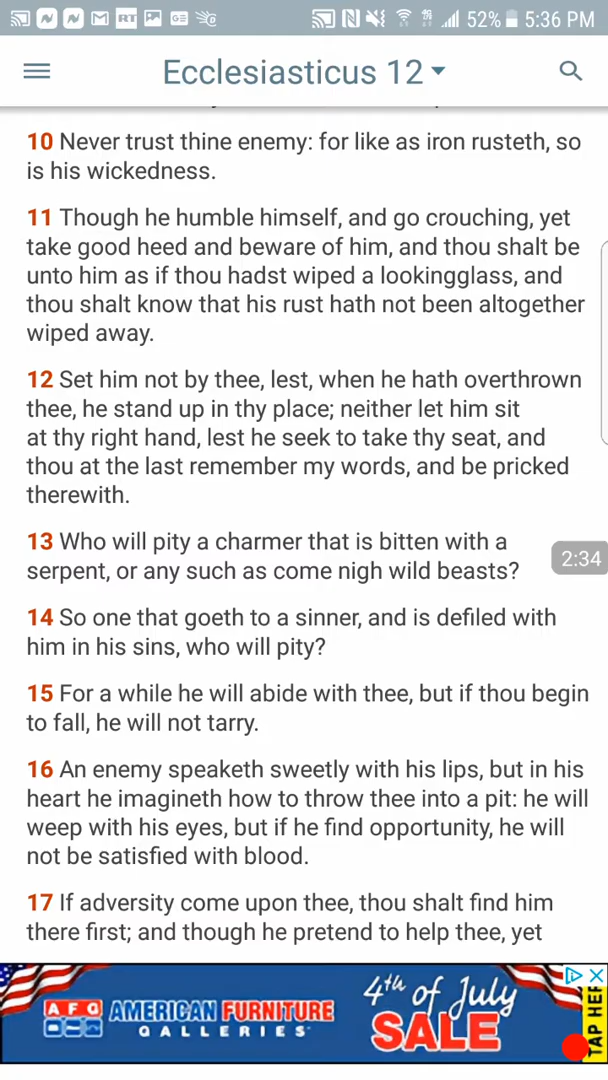 52% 5:36 PM
Ecclesiasticus 12
10 Never trust thine enemy: for like as iron rusteth, so
is his wickedness.
11 Though he humble himself, and go crouching, yet
take good heed and beware of him, and thou shalt be
unto him as if thou hadst wiped a lookingglass, and
thou shalt know that his rust hath not been altogether
wiped away.
12 Set him not by thee, lest, when he hath overthrown
thee, he stand up in thy place; neither let him sit
at thy right hand, lest he seek to take thy seat, and
thou at the last remember my words, and be pricked
therewith.
13 Who will pity a charmer that is bitten with a
serpent, or any such as come nigh wild beasts?
2:34
14 So one that goeth to a sinner, and is defiled with
him in his sins, who will pity?
15 For a while he will abide with thee, but if thou begin
to fall, he will not tarry.
16 An enemy speaketh sweetly with his lips, but in his
heart he imagineth how to throw thee into a pit: he will
weep with his eyes, but if he find opportunity, he will
not be satisfied with blood.
17 If adversity come upon thee, thou shalt find him
there first; and though he pretend to help thee, yet
AFG AMERICAN FURNITURE
GALLERIES
4th of July
SALE
TAP HER